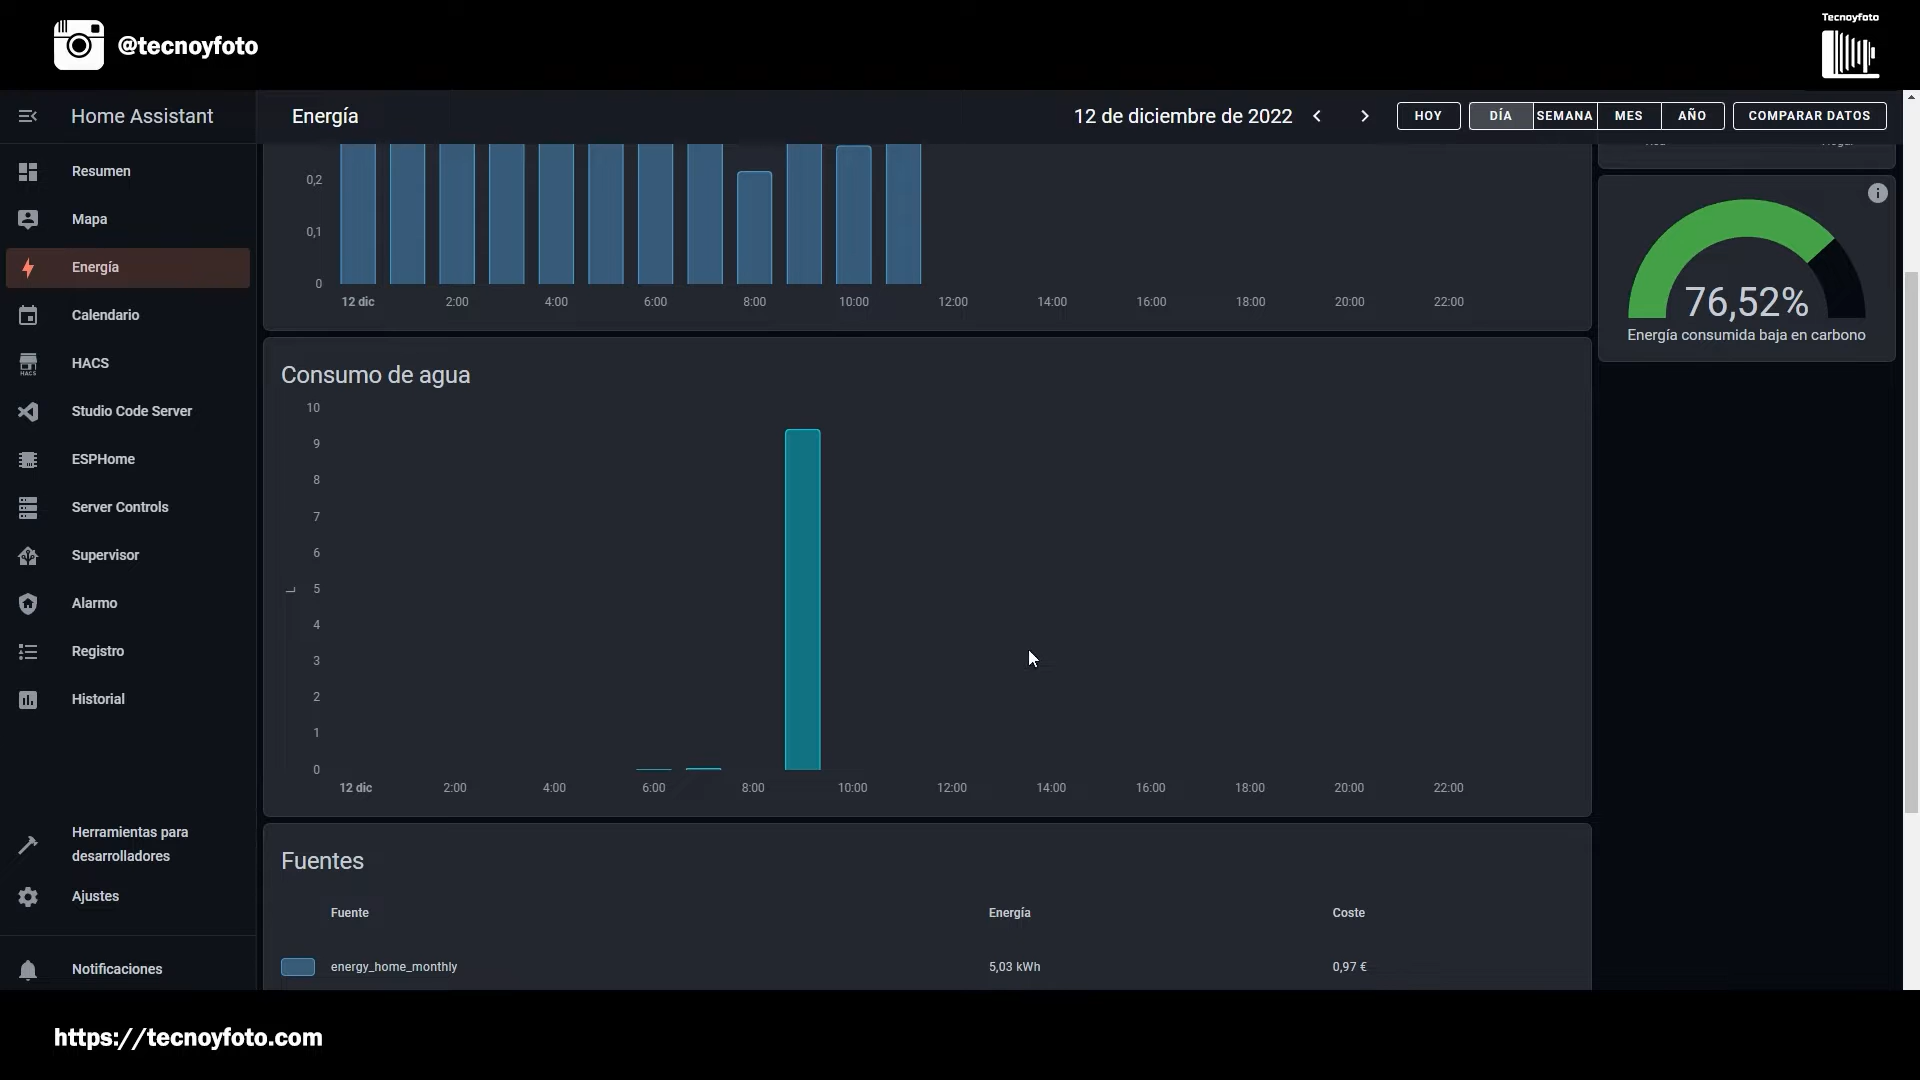 @tecnoyfoto
Tecnoyfoto
Home Assistant
Energía
12 de diciembre de 2022
HOY
DÍA
SEMANA
MES
AÑO
COMPARAR DATOS
Resumen
Mapa
Energía
Calendario
HACS
HACS
Studio Code Server
ESPHome
Server Controls
Supervisor
Alarmo
Registro
Historial
Herramientas para
desarrolladores
Ajustes
Notificaciones
0,2
0,1
0
12 dic 2:00 4:00 6:00 8:00 10:00 12:00 14:00 16:00 18:00 20:00 22:00
76,52%
Energía consumida baja en carbono
Consumo de agua
10
9
8
7
6
5
4
3
2
1
0
L
12 dic 2:00 4:00 6:00 8:00 10:00 12:00 14:00 16:00 18:00 20:00 22:00
Fuentes
Fuente Energía Coste
energy_home_monthly 5,03 kWh 0,97 €
https://tecnoyfoto.com